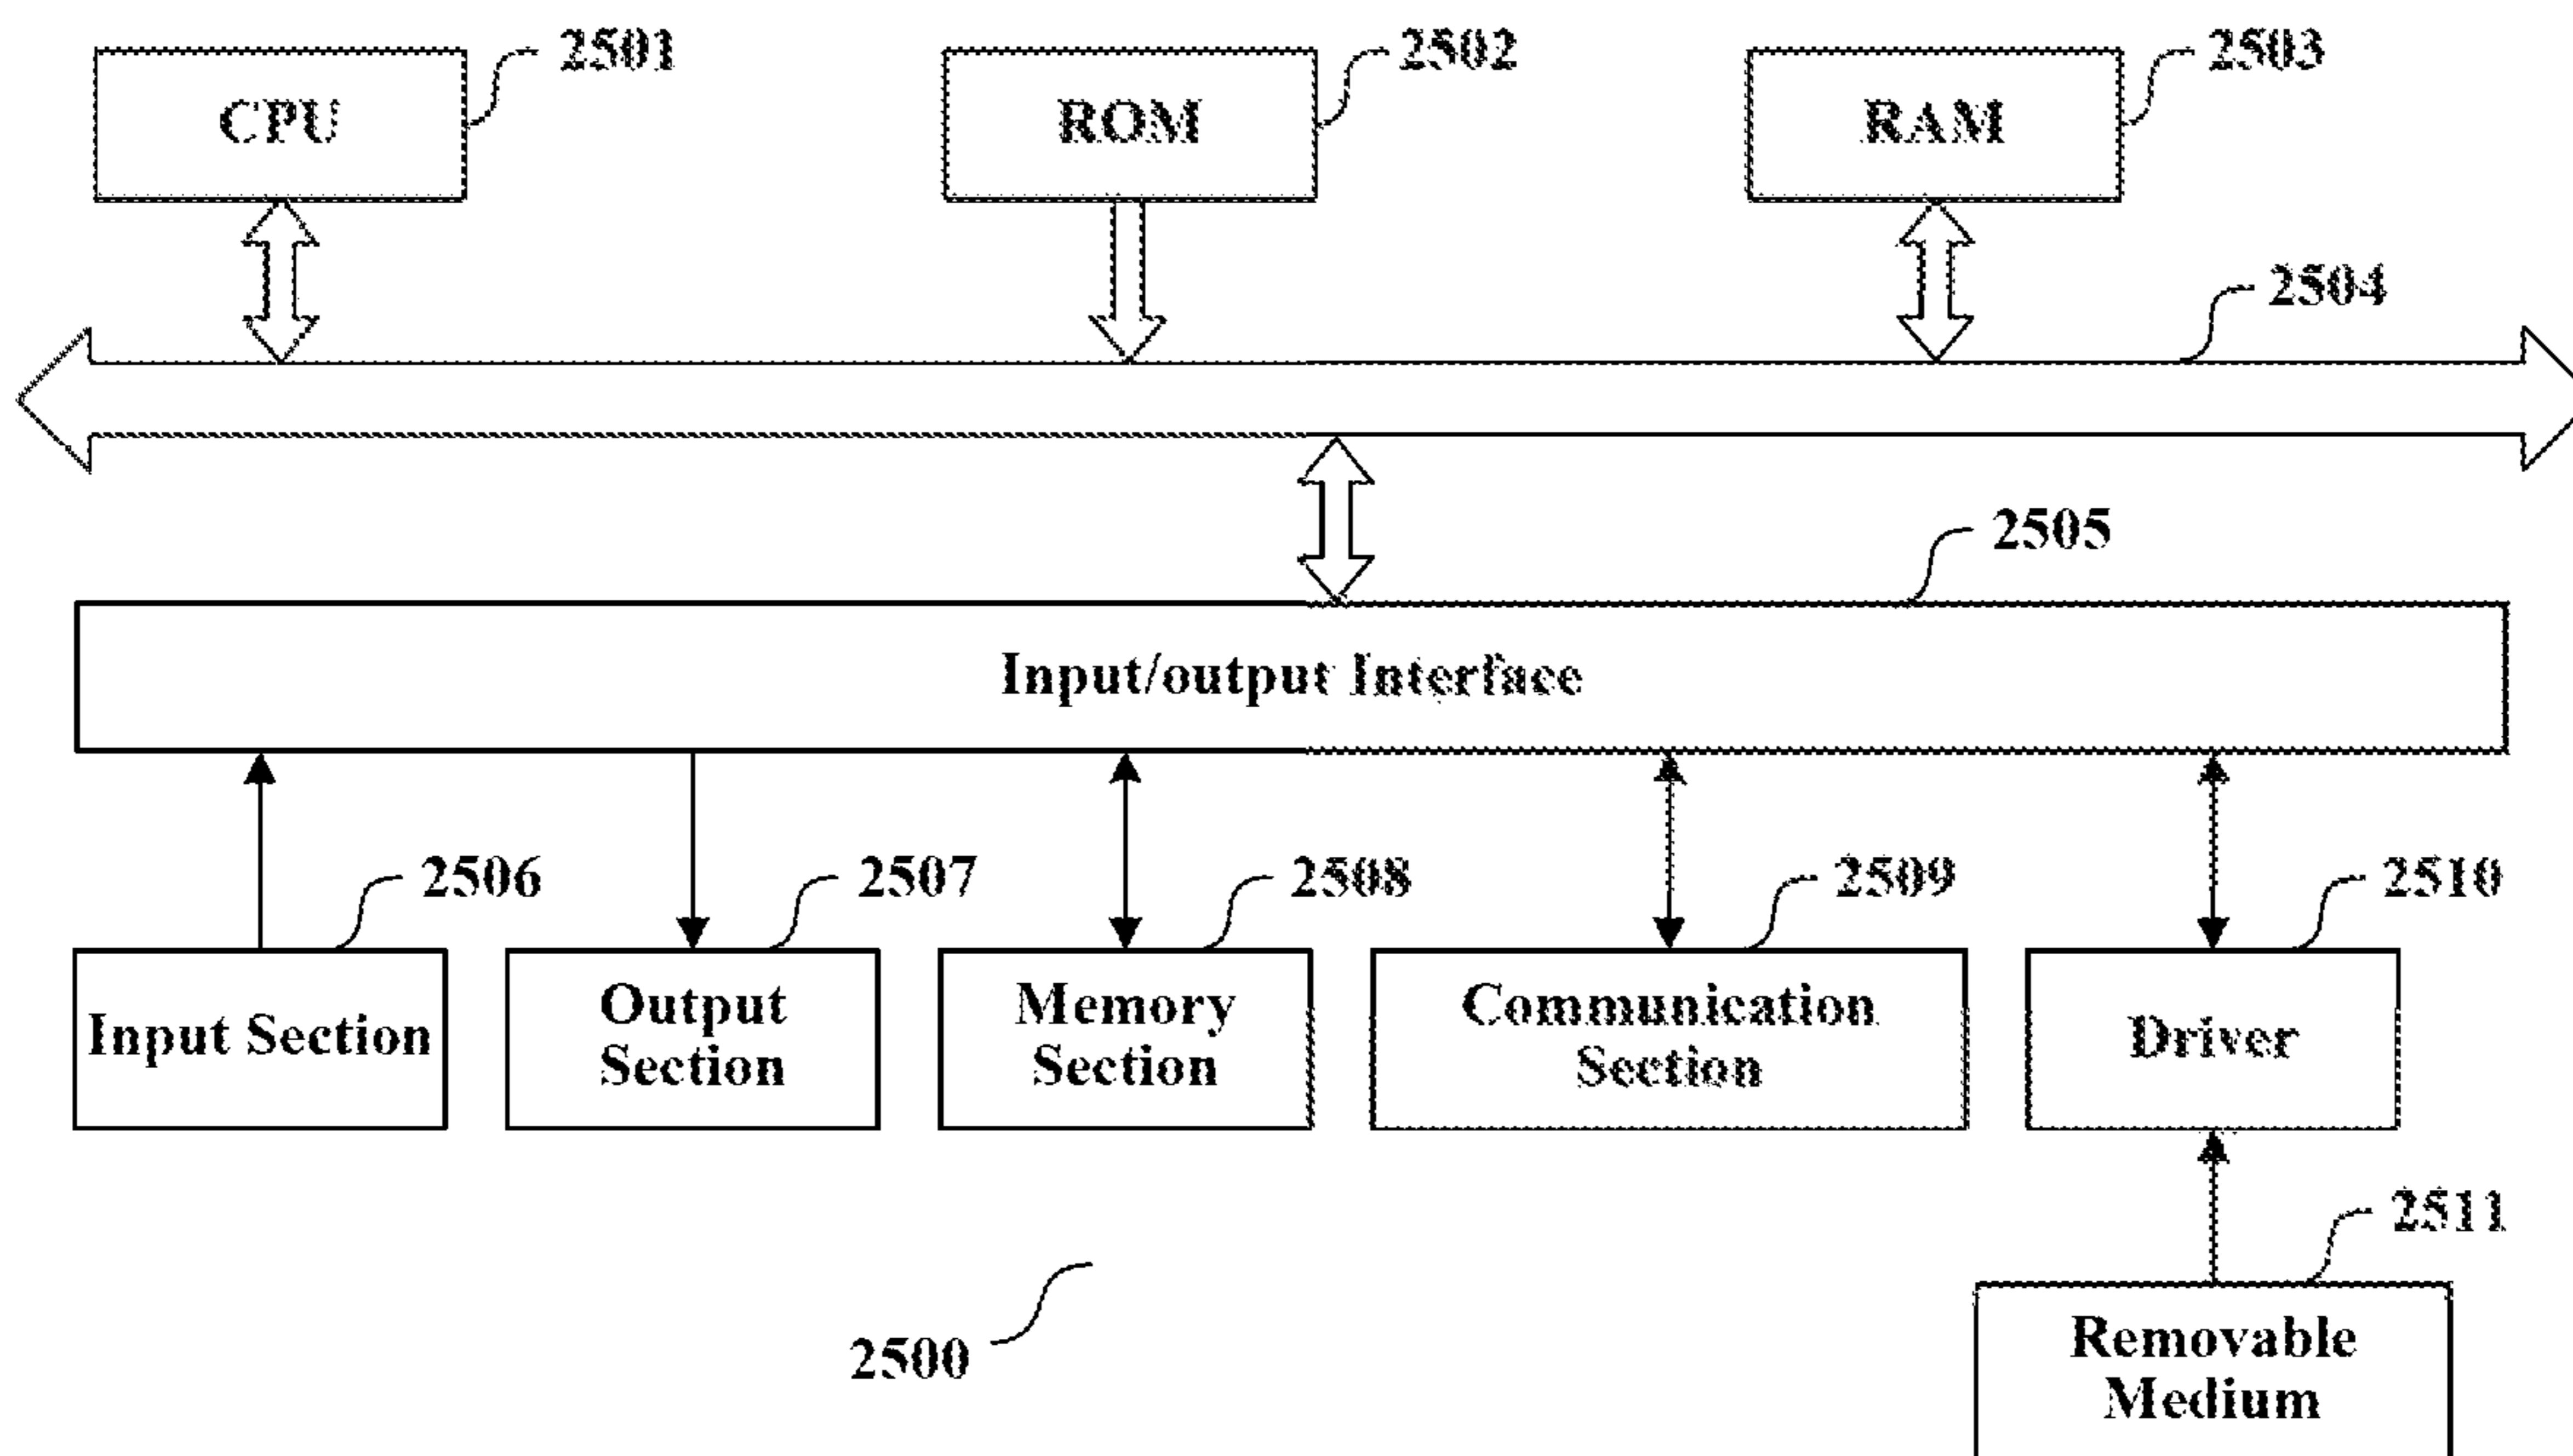 CPU
2501
ROM
2502
RAM
2503
2504
2505
Input/output Interface
2506
2507
2508
2509
2510
Input Section
Output
Section
Memory
Section
Communication
Section
Driver
2511
2500
Removable
Medium